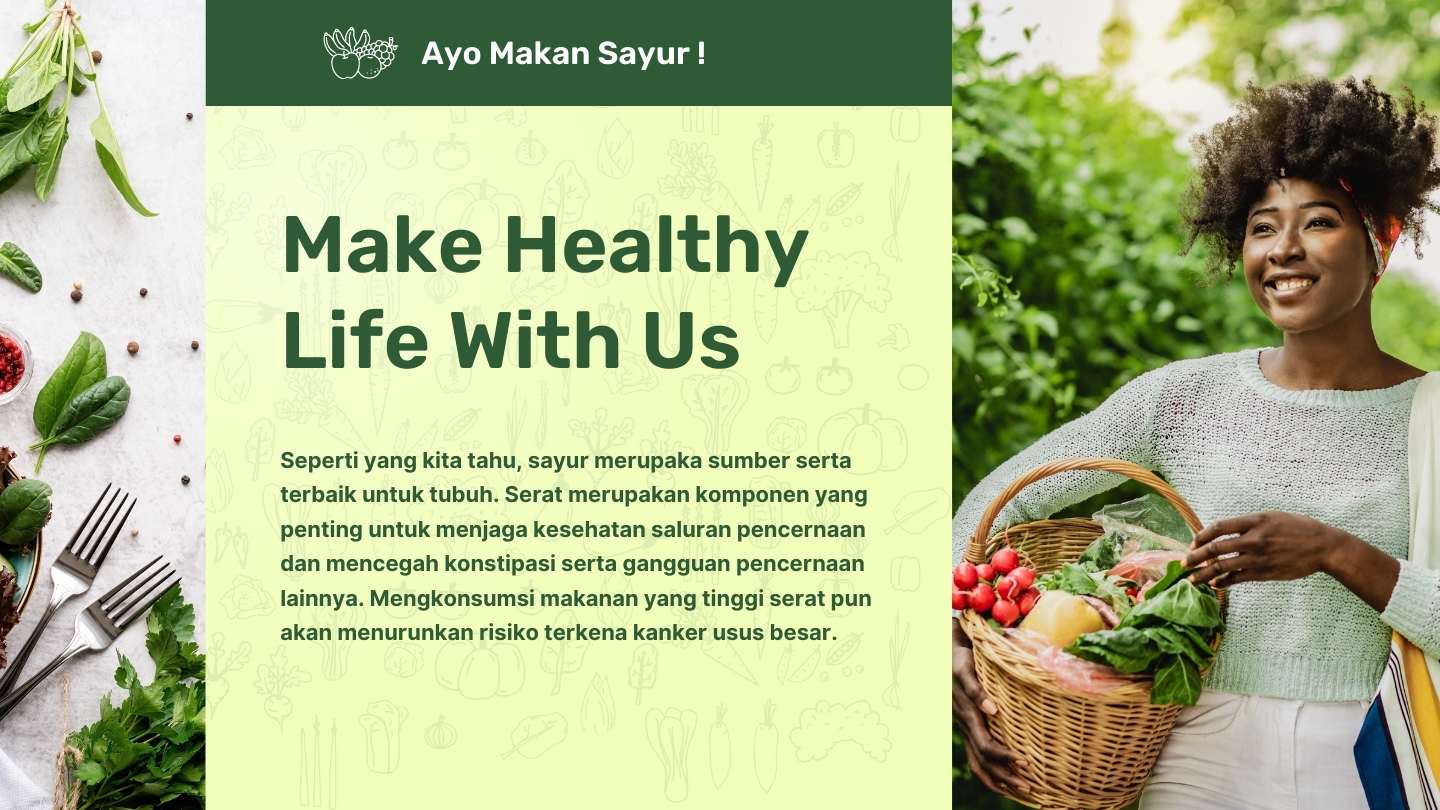 Ayo Makan Sayur !
Make Healthy
Life With Us
Seperti yang kita tahu, sayur merupaka sumber serta
terbaik untuk tubuh. Serat merupakan komponen yang
penting untuk menjaga kesehatan saluran pencernaan
dan mencegah konstipasi serta gangguan pencernaan
lainnya. Mengkonsumsi makanan yang tinggi serat pun
akan menurunkan risiko terkena kanker usus besar.